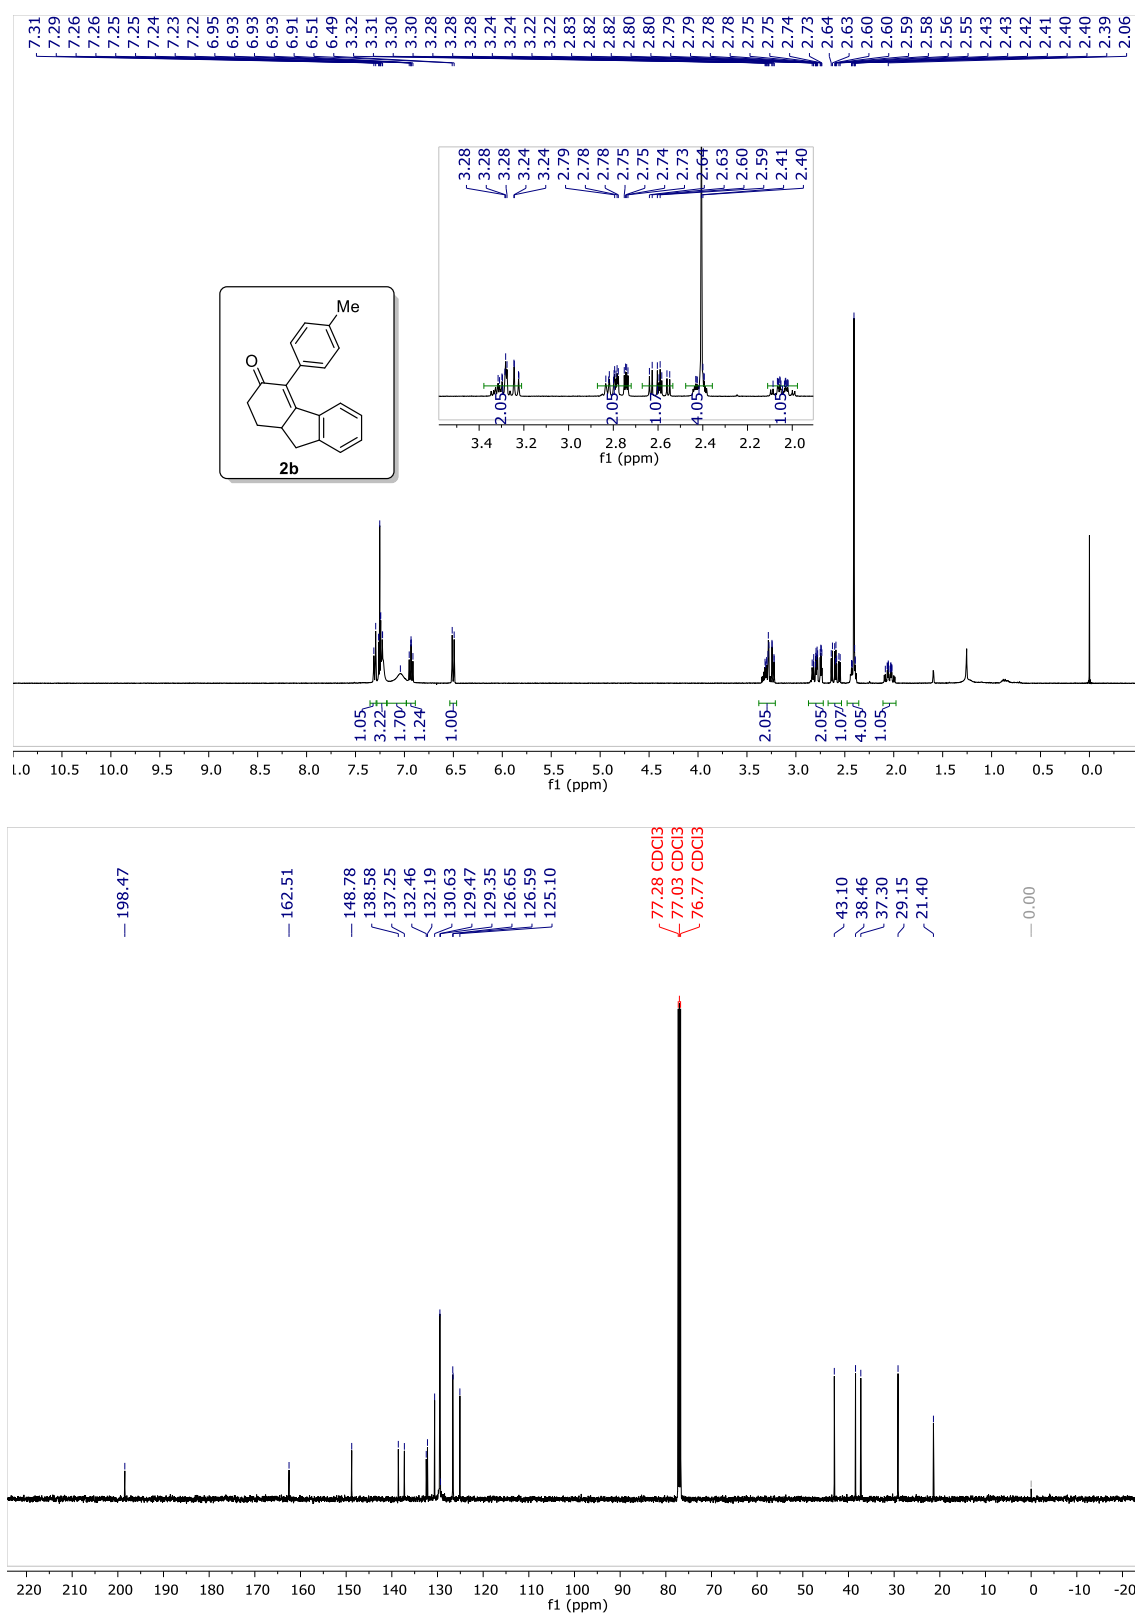 7.31 7.29 7.26 7.26 7.25 7.25 7.24 7.23 7.22 6.95 6.93 6.93 6.93 6.91 6.51 6.49 3.32 3.31 3.30 3.30 3.28 3.28 3.28 3.24 3.24 3.22 3.22 2.83 2.82 2.82 2.80 2.80 2.79 2.79 2.78 2.78 2.75 2.75 2.74 2.73 2.64 2.63 2.60 2.60 2.59 2.58 2.56 2.55 2.43 2.43 2.42 2.41 2.40 2.40 2.39 2.06
3.28 3.28 3.28 3.24 3.24 2.79 2.78 2.78 2.75 2.75 2.74 2.73 2.64 2.63 2.60 2.59 2.41 2.40
Me
O
2b
2.05 2.05 1.07 4.05 1.05
3.4 3.2 3.0 2.8 2.6 2.4 2.2 2.0
f1 (ppm)
1.05 3.22 1.70 1.24 1.00 2.05 2.05 1.07 4.05 1.05
1.0 10.5 10.0 9.5 9.0 8.5 8.0 7.5 7.0 6.5 6.0 5.5 5.0 4.5 4.0 3.5 3.0 2.5 2.0 1.5 1.0 0.5 0.0
f1 (ppm)
198.47 162.51 148.78 138.58 137.25 132.46 132.19 130.63 129.47 129.35 126.65 126.59 125.10 77.28 CDCl3 77.03 CDCl3 76.77 CDCl3 43.10 38.46 37.30 29.15 21.40 0.00
220 210 200 190 180 170 160 150 140 130 120 110 100 90 80 70 60 50 40 30 20 10 0 -10 -20
f1 (ppm)